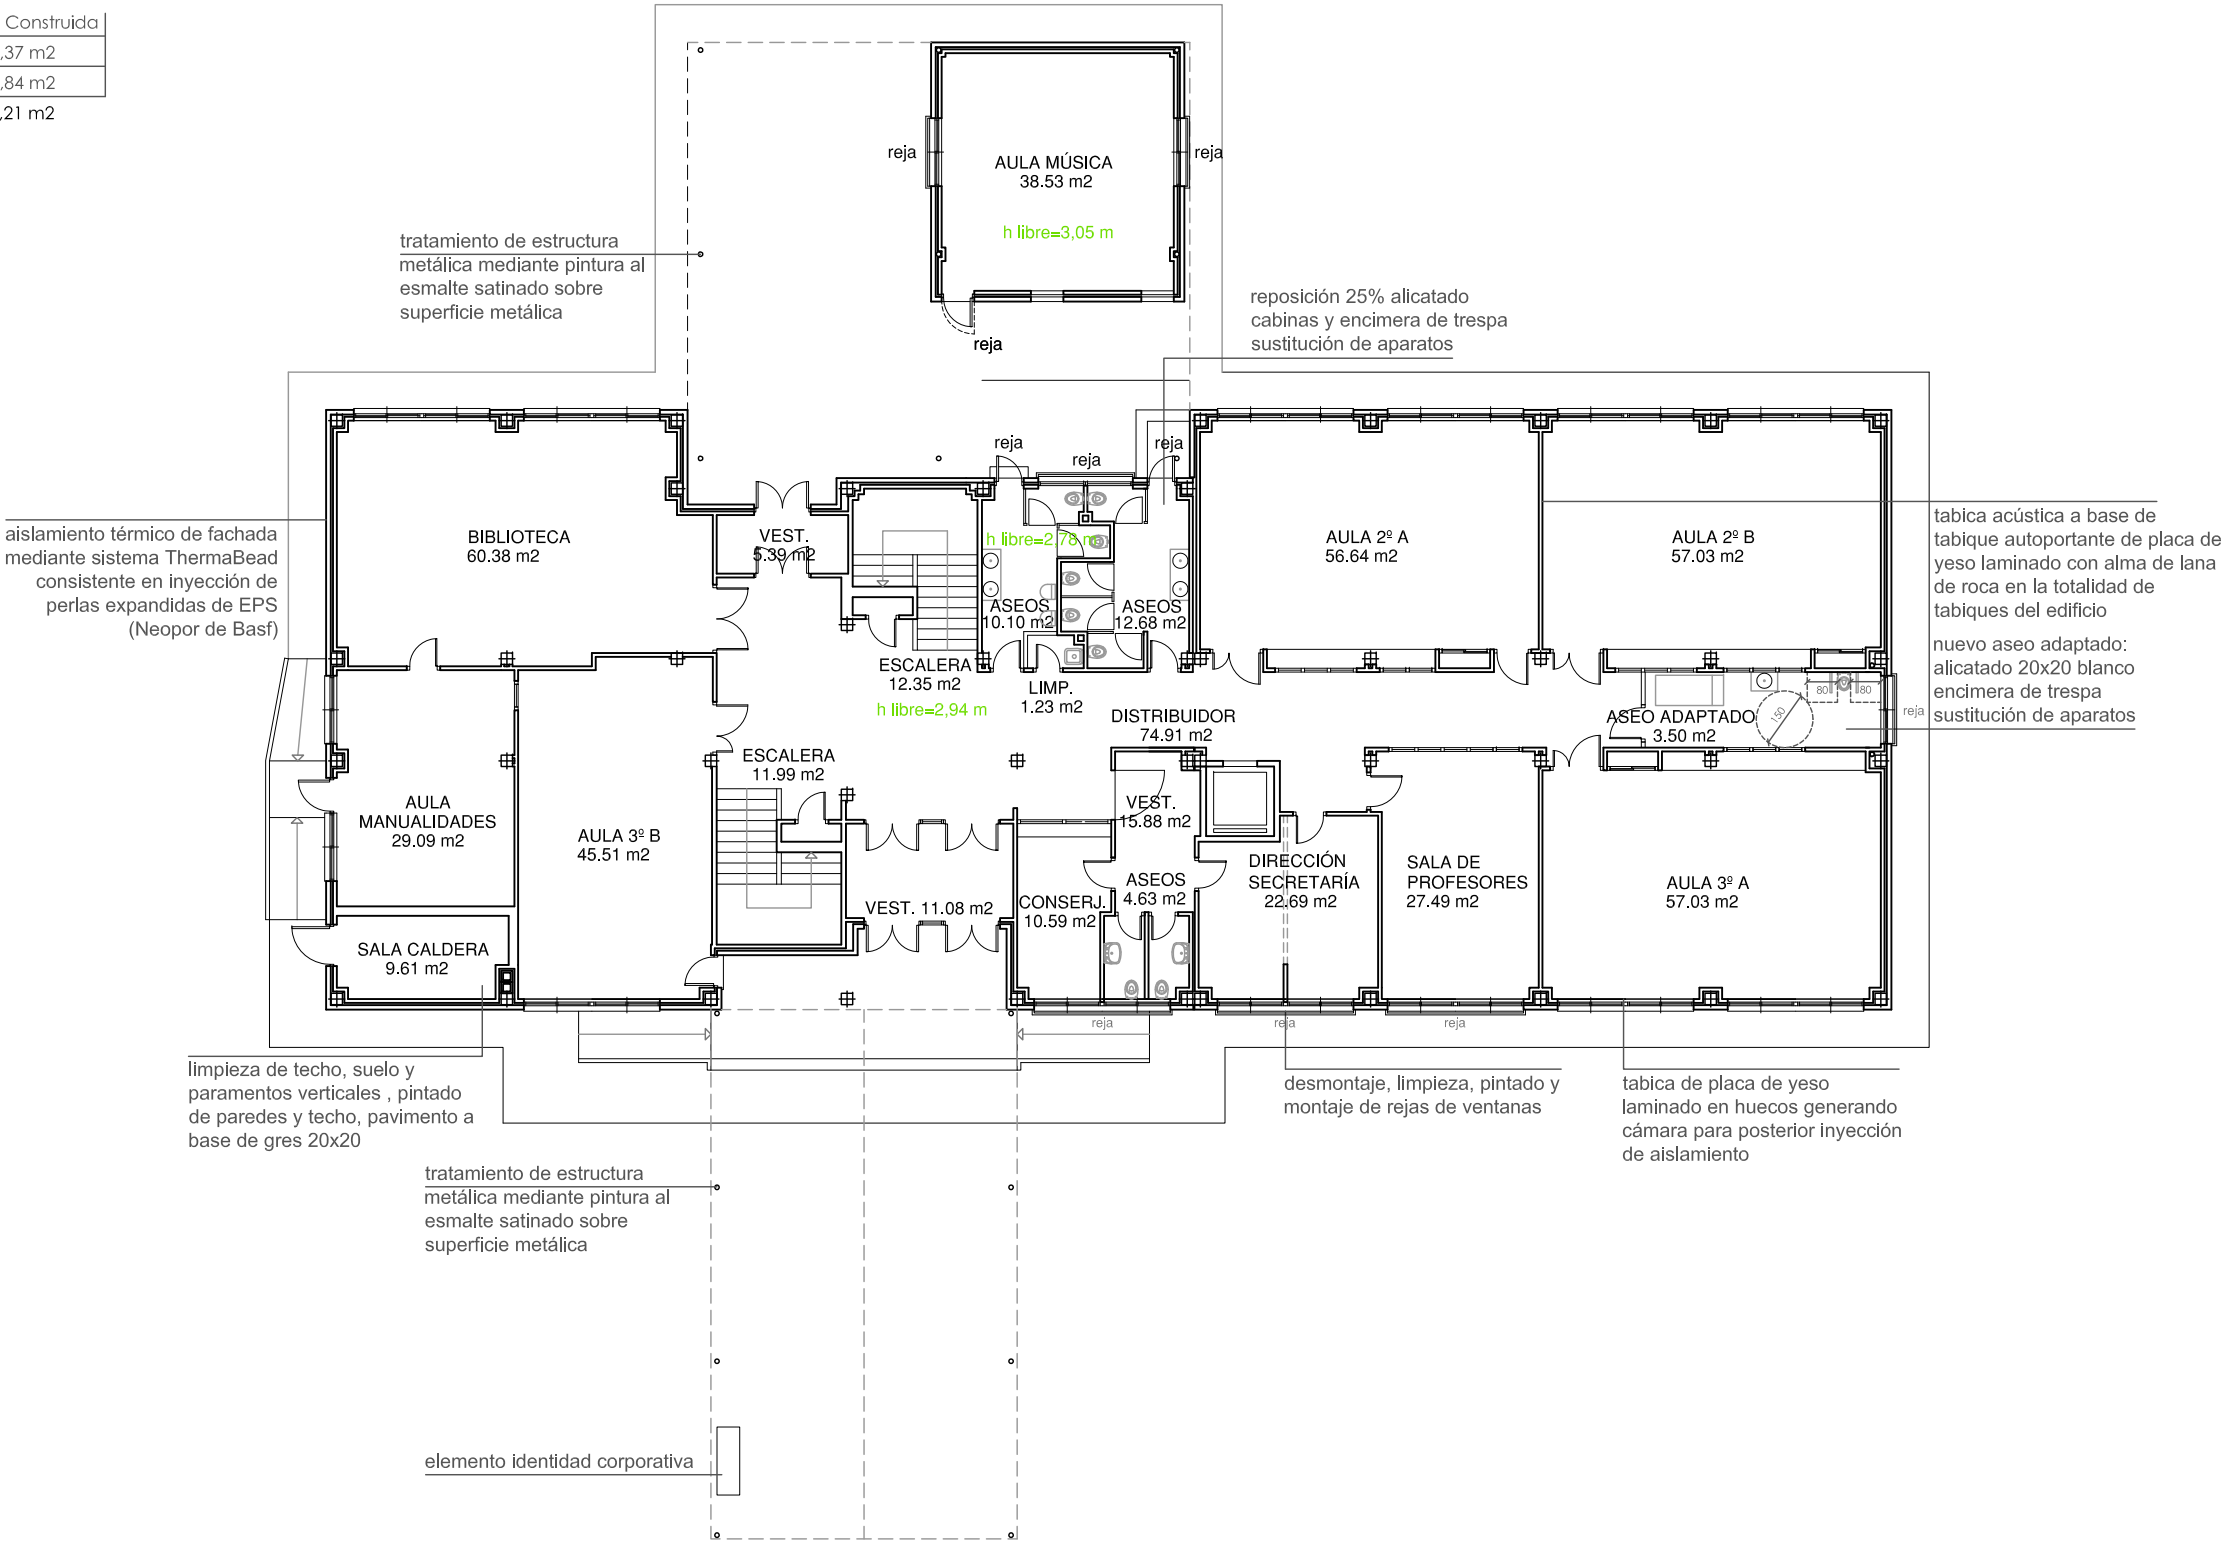 Construida
,37 m2
,84 m2
,21 m2
reja
AULA MÚSICA
38.53 m2
reja
h libre=3,05 m
reja
tratamiento de estructura
metálica mediante pintura al
esmalte satinado sobre
superficie metálica
reposición 25% alicatado
cabinas y encimera de trespa
sustitución de aparatos
reja
reja
reja
aislamiento térmico de fachada
mediante sistema ThermaBead
consistente en inyección de
perlas expandidas de EPS
(Neopor de Basf)
BIBLIOTECA
60.38 m2
VEST.
5.39 m2
h libre=2,78 m
ASEOS
10.10 m2
ASEOS
12.68 m2
AULA 2º A
56.64 m2
AULA 2º B
57.03 m2
tabica acústica a base de
tabique autoportante de placa de
yeso laminado con alma de lana
de roca en la totalidad de
tabiques del edificio
nuevo aseo adaptado:
alicatado 20x20 blanco
encimera de trespa
sustitución de aparatos
ESCALERA
12.35 m2
h libre=2,94 m
LIMP.
1.23 m2
DISTRIBUIDOR
74.91 m2
ASEO ADAPTADO
3.50 m2
80
80
150
reja
ESCALERA
11.99 m2
AULA
MANUALIDADES
29.09 m2
AULA 3º B
45.51 m2
VEST.
15.88 m2
DIRECCIÓN
SECRETARÍA
22.69 m2
SALA DE
PROFESORES
27.49 m2
AULA 3º A
57.03 m2
ASEOS
4.63 m2
CONSERJ.
10.59 m2
VEST. 11.08 m2
SALA CALDERA
9.61 m2
reja
reja
reja
limpieza de techo, suelo y
paramentos verticales , pintado
de paredes y techo, pavimento a
base de gres 20x20
desmontaje, limpieza, pintado y
montaje de rejas de ventanas
tabica de placa de yeso
laminado en huecos generando
cámara para posterior inyección
de aislamiento
tratamiento de estructura
metálica mediante pintura al
esmalte satinado sobre
superficie metálica
elemento identidad corporativa